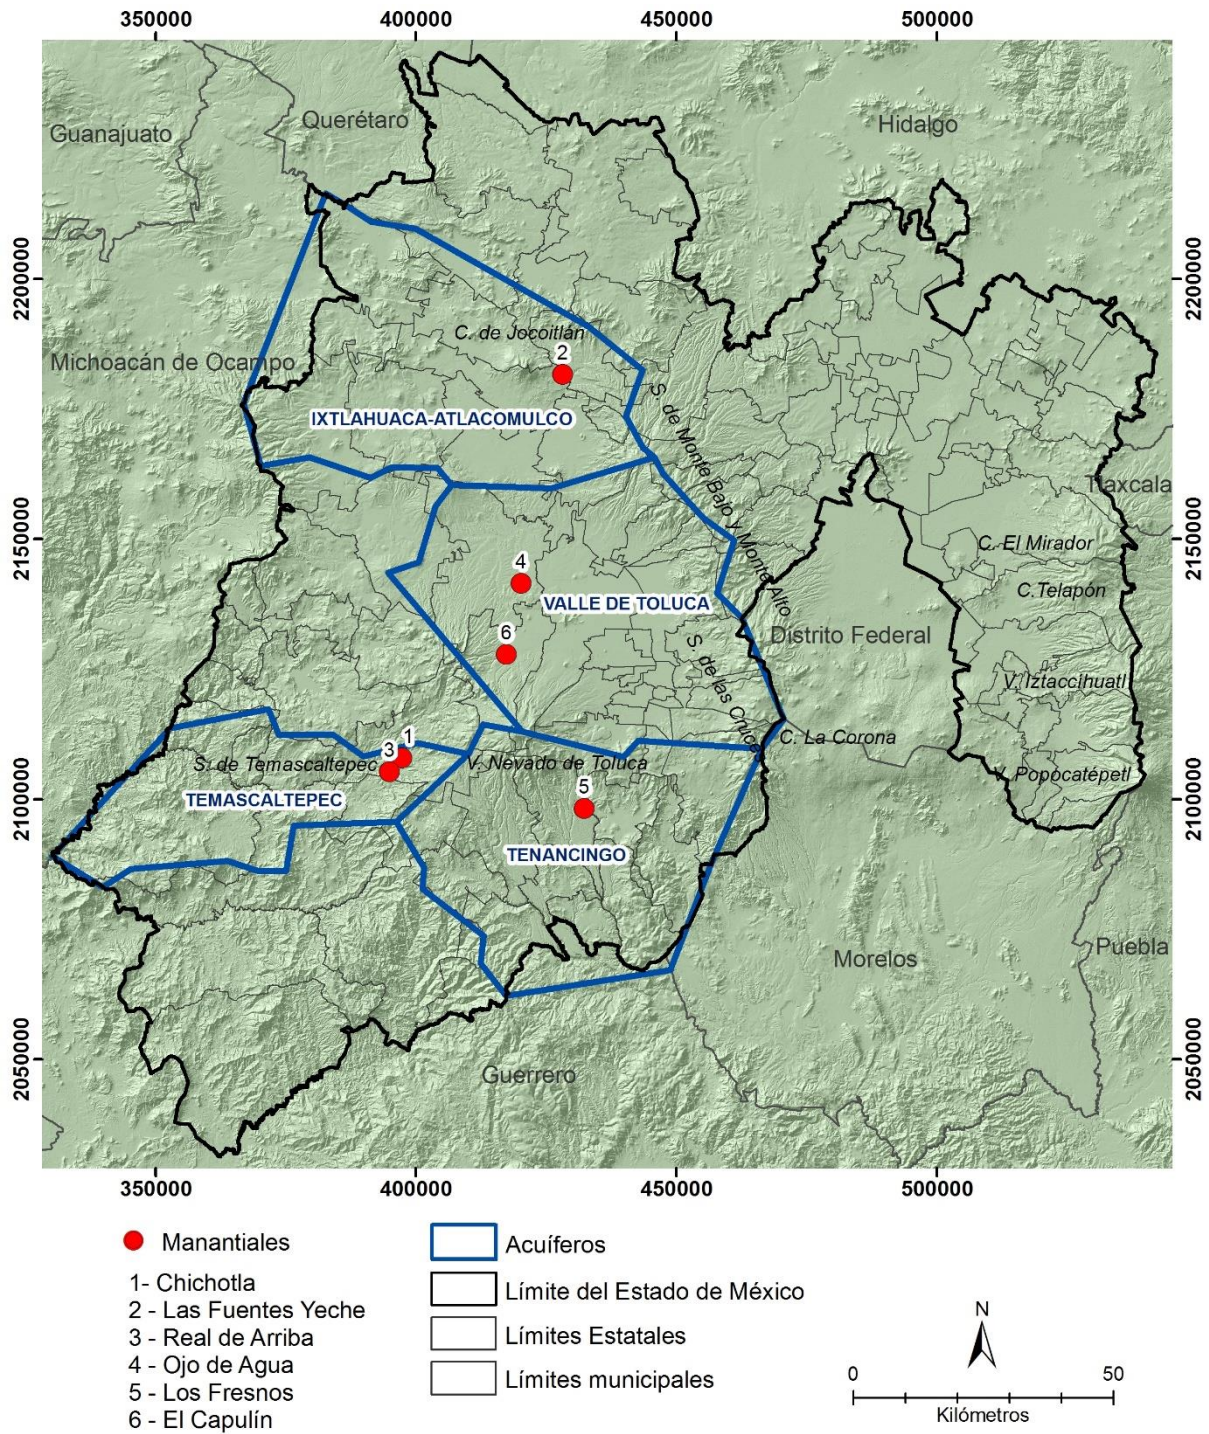 350000 400000 450000 500000
Querétaro
Hidalgo
Guanajuato
2200000 2200000
C. de Jocoitlán
Michoacán de Ocampo
2
IXTLAHUACA-ATLACOMULCO
S. de Monte Bajo y Monte Alto
Tlaxcala
2150000 2150000
C. El Mirador
4
C.Telapón
VALLE DE TOLUCA
Distrito Federal
6
S. de las Cruce
V. Iztaccíhuatl
1
C. La Corona
3
S. de Temascaltepec
V. Nevado de Toluca
V. Popocatépetl
5
TEMASCALTEPEC
2100000 2100000
TENANCINGO
Puebla
Morelos
2050000 2050000
Guerrero
350000 400000 450000 500000
Manantiales
1- Chichotla
2 - Las Fuentes Yeche
3 - Real de Arriba
4 - Ojo de Agua
5 - Los Fresnos
6 - El Capulín
Acuíferos
Límite del Estado de México
Límites Estatales
Límites municipales
N
0 50
Kilómetros